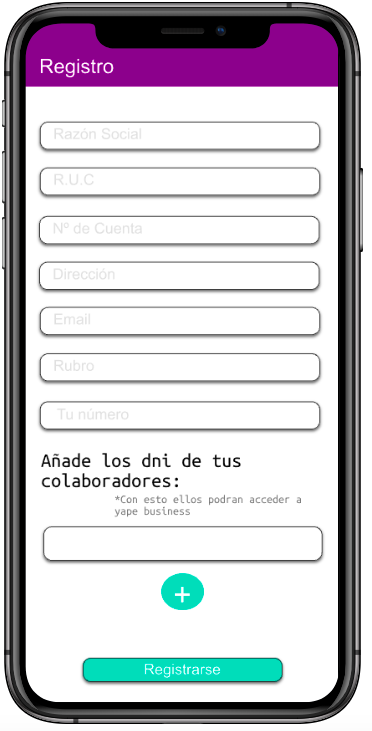 Registro
Razón Social
R.U.C
Nº de Cuenta
Dirección
Email
Rubro
Tu número
Añade los dni de tus
colaboradores:
*Con esto ellos podran acceder a
yape business
+
Registrarse